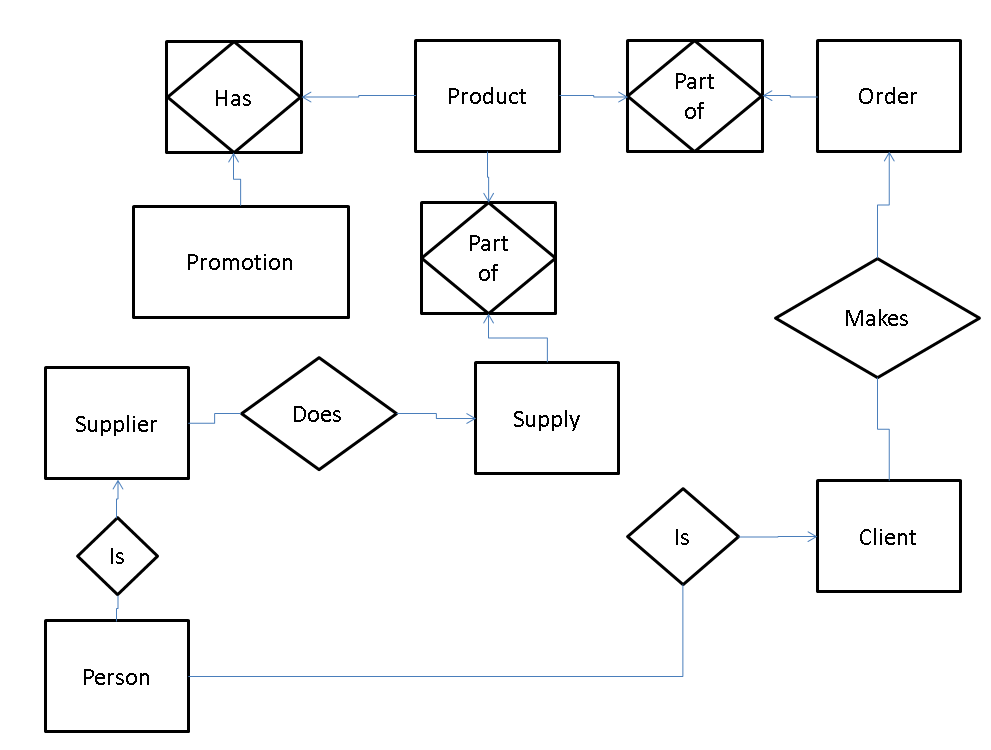 Has
Product
Part
of
Order
Promotion
Part
of
Makes
Supplier
Does
Supply
Is
Is
Client
Person